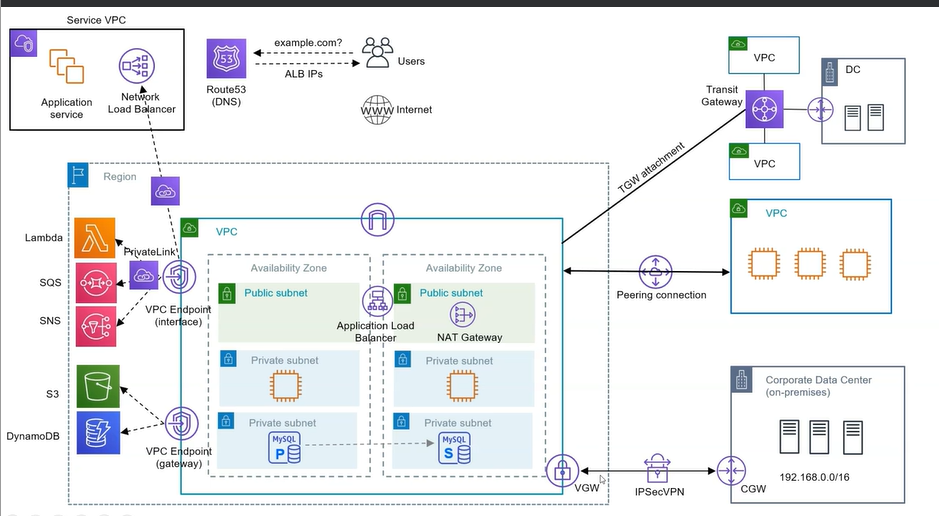 Service VPC
Application
service
Network
Load Balancer
53
Route53
(DNS)
example.com?
ALB IPs
Users
WWW
Internet
VPC
Transit
Gateway
DC
VPC
TGW attachment
Region
Lambda
PrivateLink
SQS
SNS
VPC Endpoint
(interface)
S3
DynamoDB
VPC Endpoint
(gateway)
VPC
Availability Zone
Availability Zone
Public subnet
Public subnet
Application Load
Balancer
NAT Gateway
Private subnet
Private subnet
Private subnet
Private subnet
MySQL
P
MySQL
S
VPC
Peering connection
Corporate Data Center
(on-premises)
192.168.0.0/16
VGW
IPSecVPN
CGW